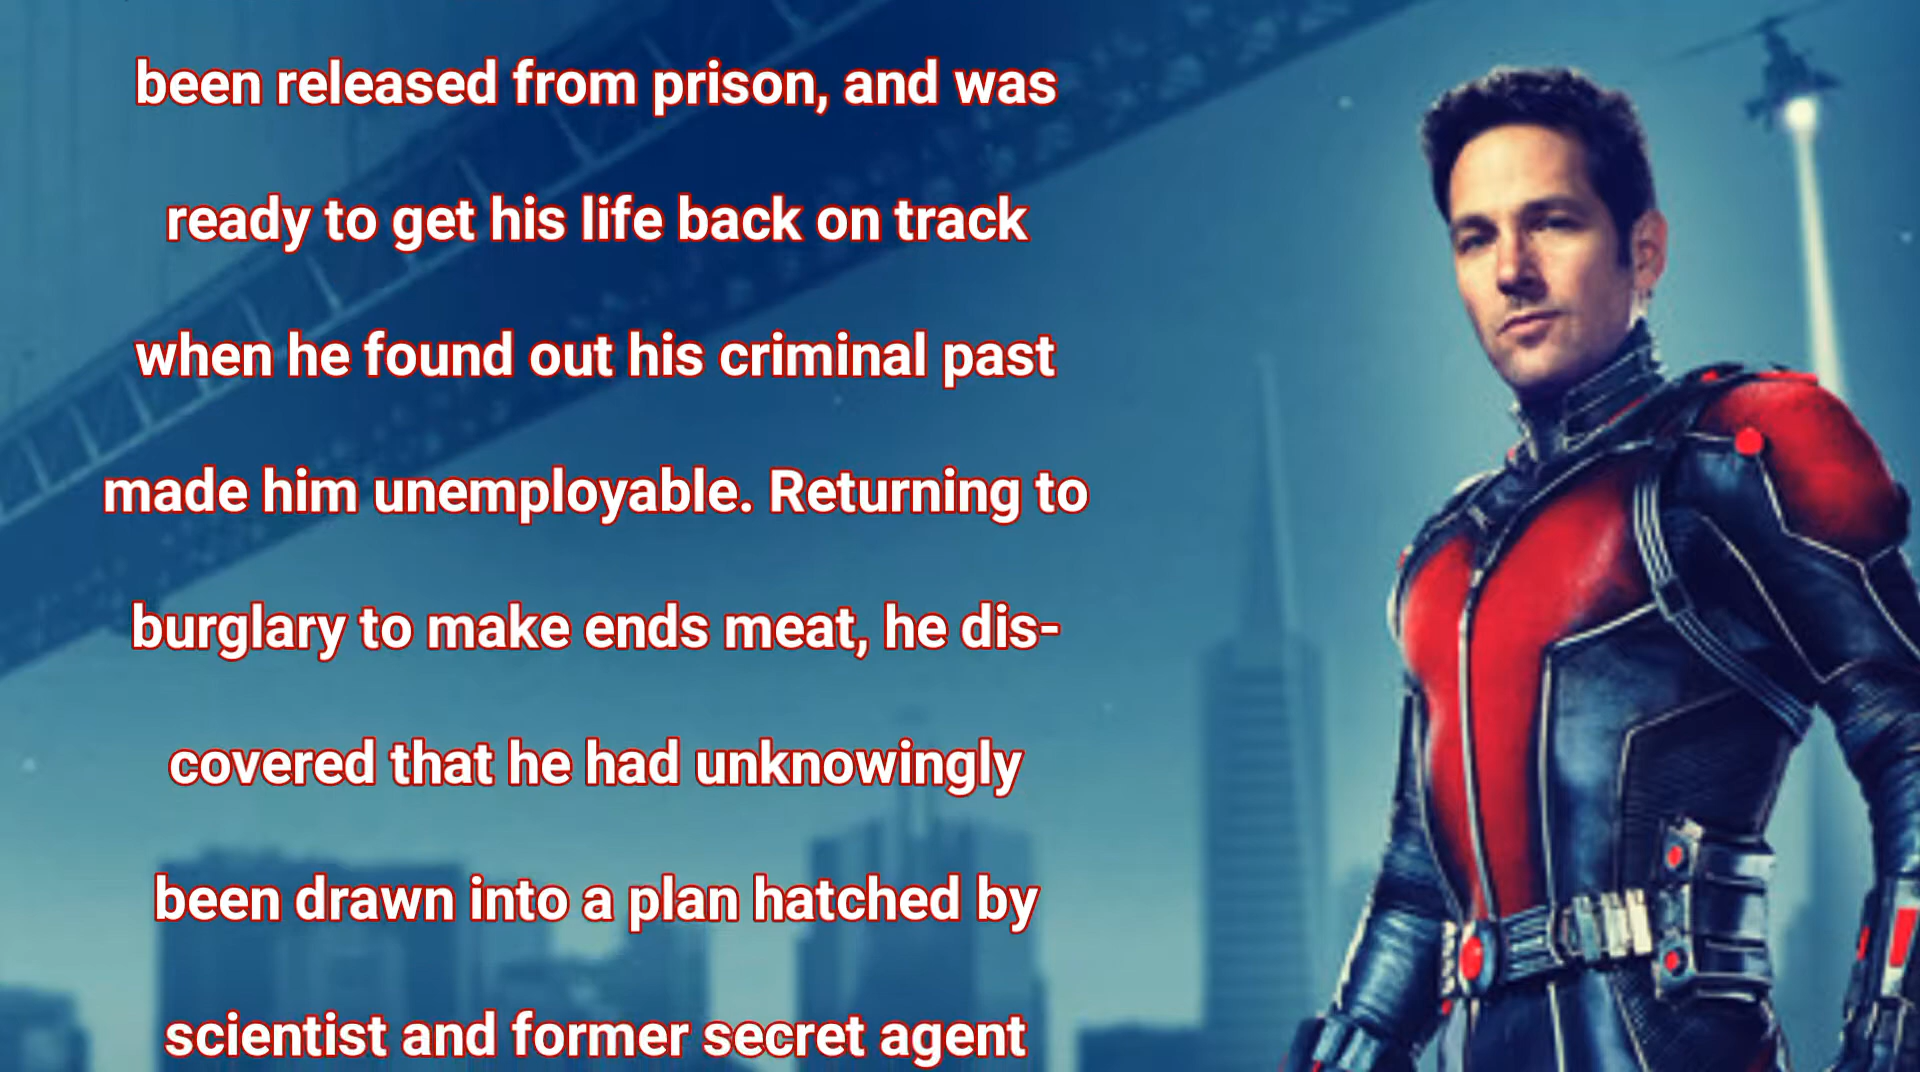 been released from prison, and was
ready to get his life back on track
when he found out his criminal past
made him unemployable. Returning to
burglary to make ends meat, he dis-
covered that he had unknowingly
been drawn into a plan hatched by
scientist and former secret agent